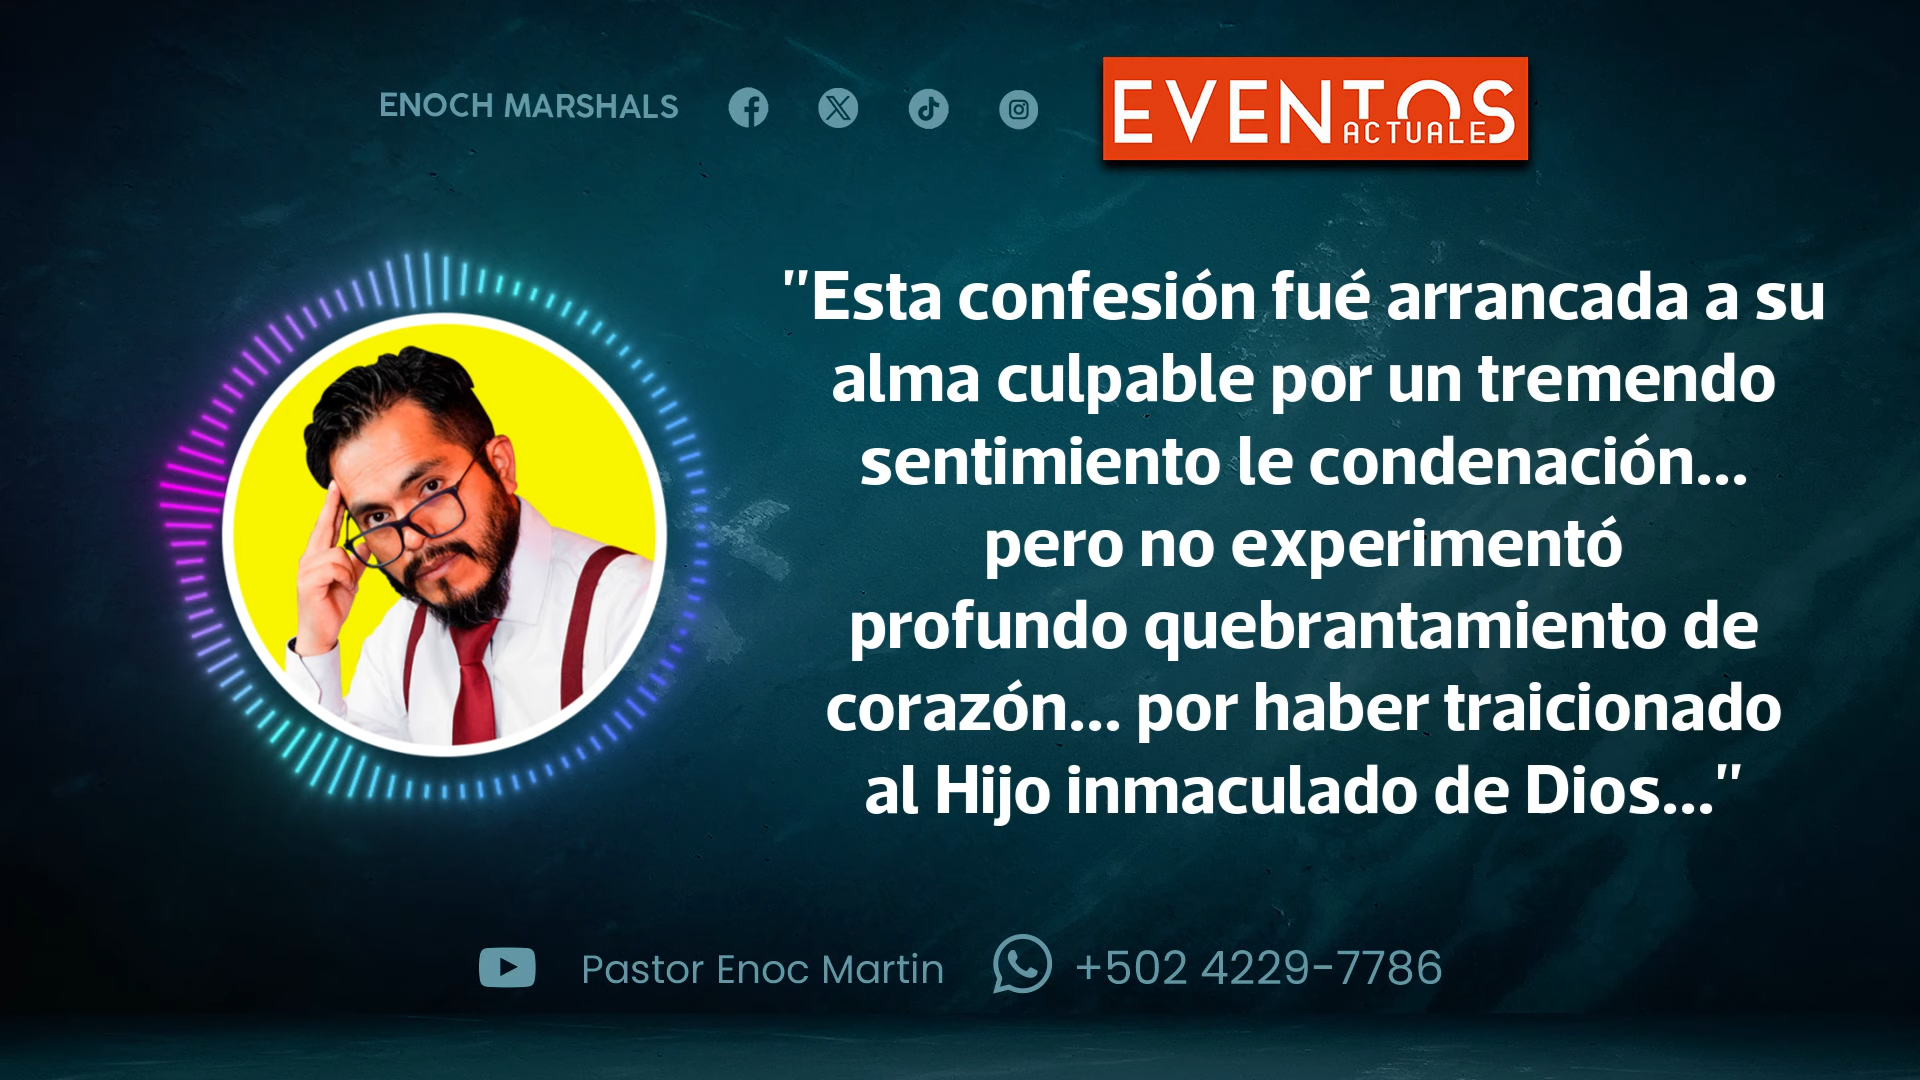 ENOCH MARSHALS
EVENTOS
ACTUALES
"Esta confesión fué arrancada a su
alma culpable por un tremendo
sentimiento le condenación...
pero no experimentó
profundo quebrantamiento de
corazón... por haber traicionado
al Hijo inmaculado de Dios..."
Pastor Enoc Martin
+502 4229-7786